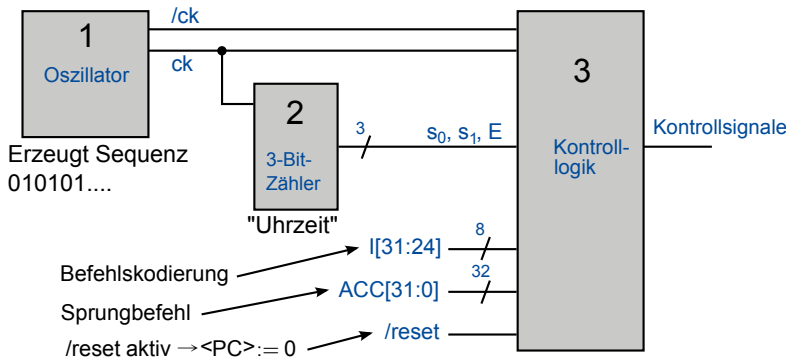 /ck
1
Oszillator
ck
Erzeugt Sequenz
010101....
2
3-Bit-
Zähler
"Uhrzeit"
3
s0, s1, E
3
Kontroll-
logik
Kontrollsignale
8
I[31:24]
Befehlskodierung
32
ACC[31:0]
Sprungbefehl
/reset
/reset aktiv →<PC>:= 0